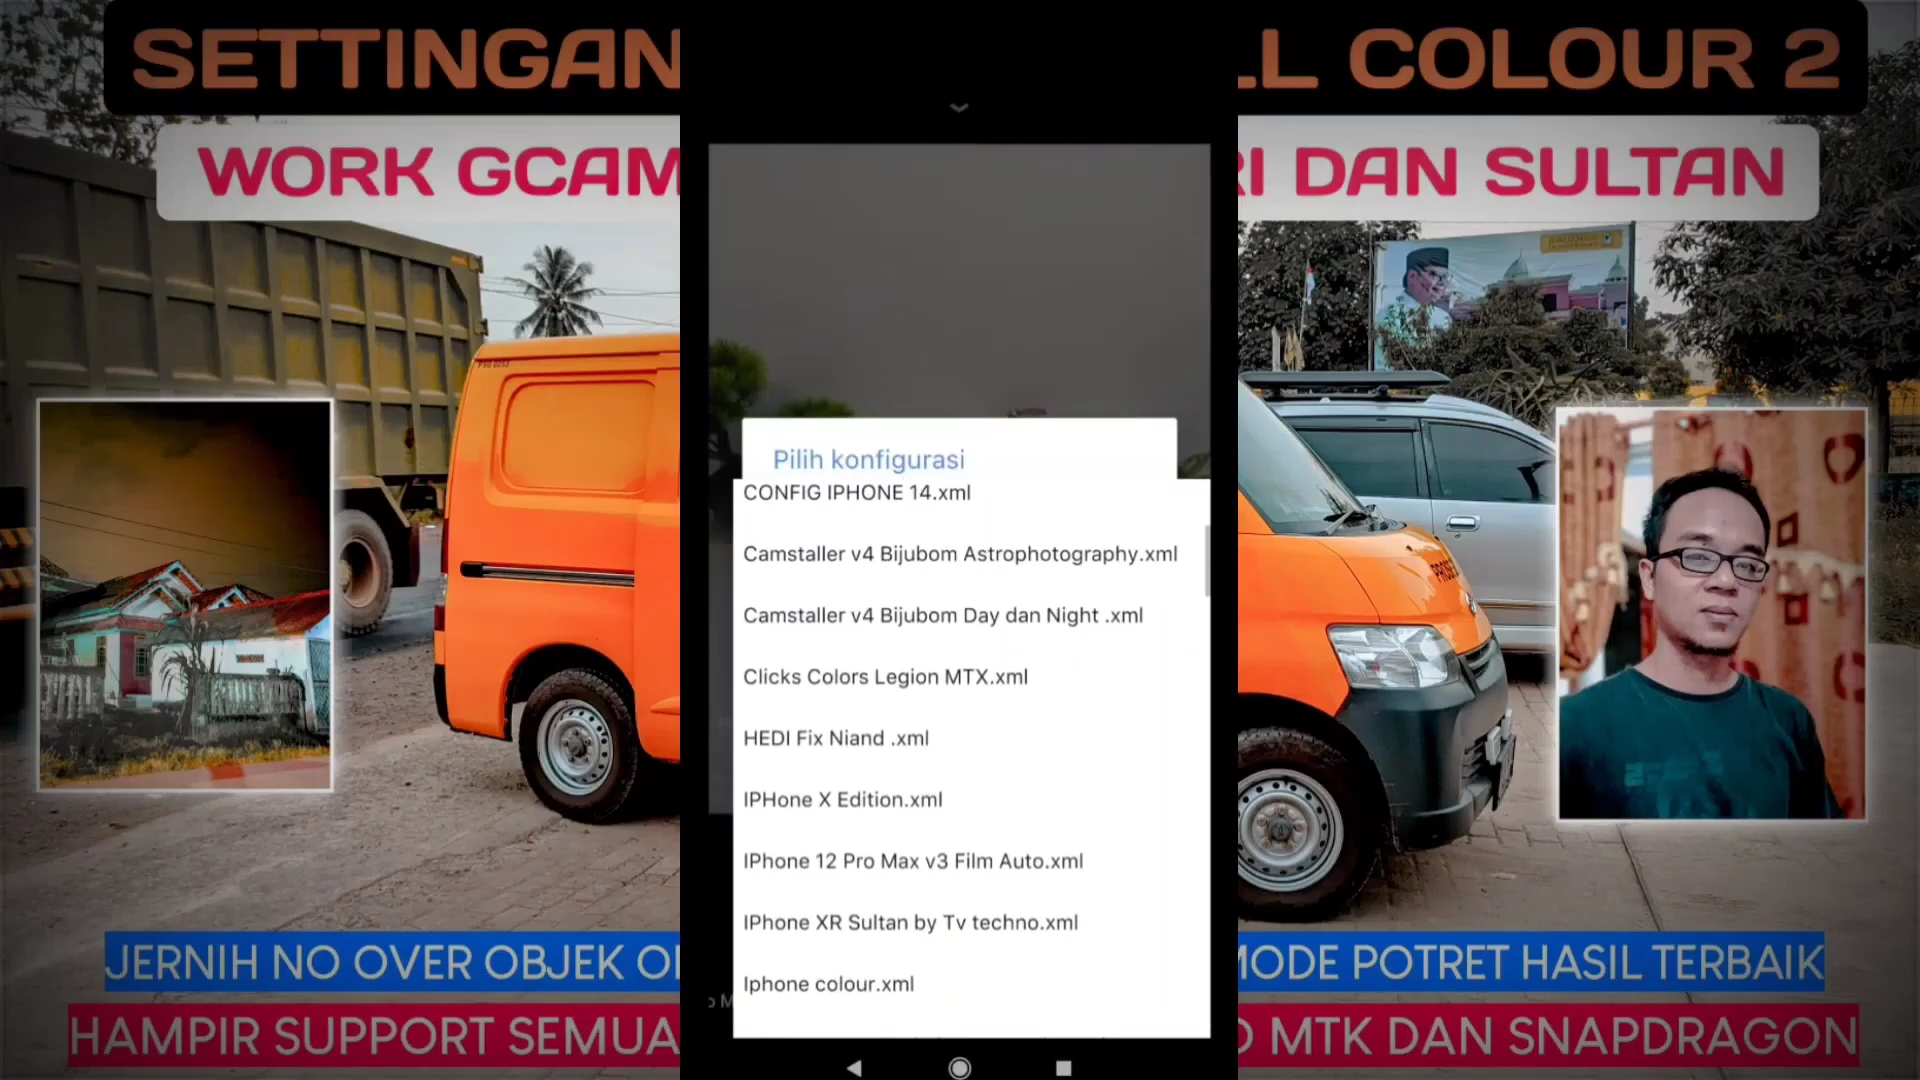 SETTINGAN
LL COLOUR 2
WORK GCAM
RI DAN SULTAN
Pilih konfigurasi
CONFIG IPHONE 14.xml
Camstaller v4 Bijubom Astrophotography.xml
Camstaller v4 Bijubom Day dan Night .xml
Clicks Colors Legion MTX.xml
HEDI Fix Niand .xml
IPHone X Edition.xml
IPhone 12 Pro Max v3 Film Auto.xml
IPhone XR Sultan by Tv techno.xml
Iphone colour.xml
JERNIH NO OVER OBJEK
MODE POTRET HASIL TERBAIK
HAMPIR SUPPORT SEMUA
MTK DAN SNAPDRAGON